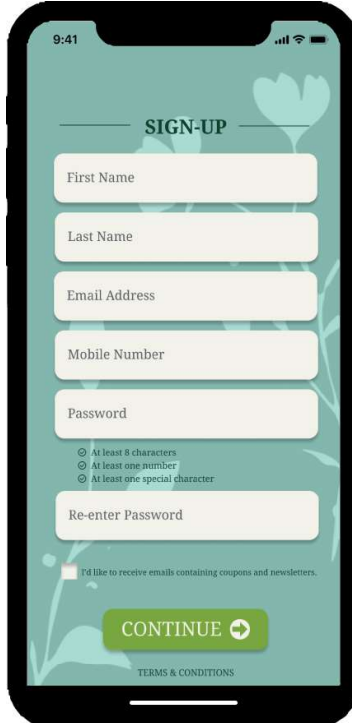 9:41
SIGN-UP
First Name
Last Name
Email Address
Mobile Number
Password
At least 8 characters
At least one number
At least one special character
Re-enter Password
I'd like to receive emails containing coupons and newsletters.
CONTINUE
TERMS & CONDITIONS